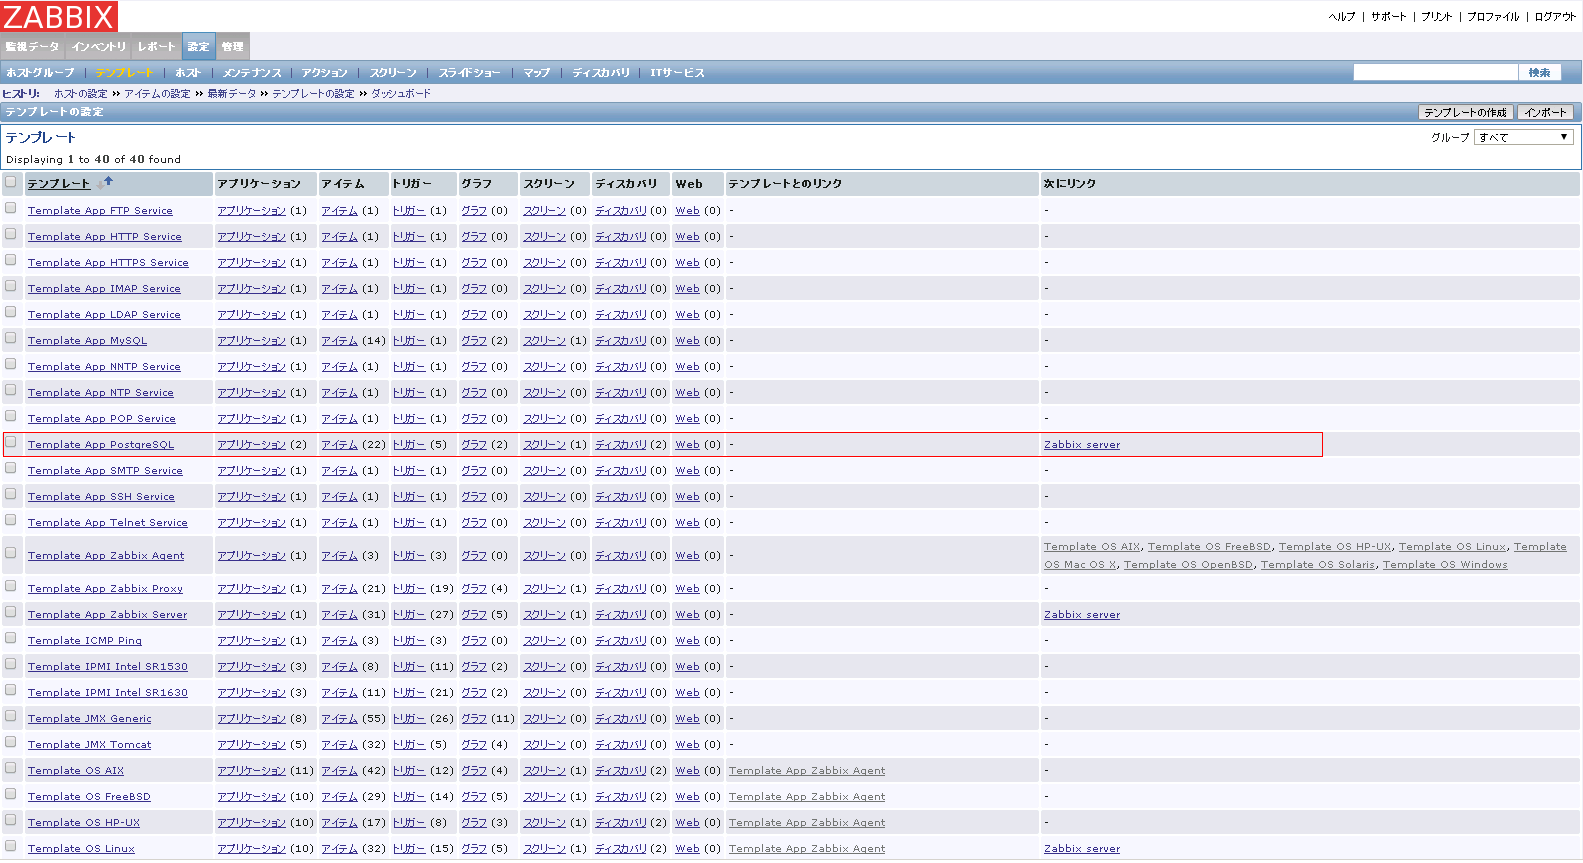 ZABBIX
ヘルプ | サポート | プリント | プロファイル | ログアウト
監視データ インベントリ レポート 設定 管理
ホストグループ | テンプレート | ホスト | メンテナンス | アクション | スクリーン | スライドショー | マップ | ディスカバリ | ITサービス 検索
ヒストリ: ホストの設定 » アイテムの設定 » 最新データ » テンプレートの設定 » ダッシュボード
テンプレートの設定 テンプレートの作成 インポート
テンプレート グループ すべて
Displaying 1 to 40 of 40 found
テンプレート アプリケーション アイテム トリガー グラフ スクリーン ディスカバリ Web テンプレートとのリンク 次にリンク
Template App FTP Service アプリケーション (1) アイテム (1) トリガー (1) グラフ (0) スクリーン (0) ディスカバリ (0) Web (0) - -
Template App HTTP Service アプリケーション (1) アイテム (1) トリガー (1) グラフ (0) スクリーン (0) ディスカバリ (0) Web (0) - -
Template App HTTPS Service アプリケーション (1) アイテム (1) トリガー (1) グラフ (0) スクリーン (0) ディスカバリ (0) Web (0) - -
Template App IMAP Service アプリケーション (1) アイテム (1) トリガー (1) グラフ (0) スクリーン (0) ディスカバリ (0) Web (0) - -
Template App LDAP Service アプリケーション (1) アイテム (1) トリガー (1) グラフ (0) スクリーン (0) ディスカバリ (0) Web (0) - -
Template App MySQL アプリケーション (1) アイテム (14) トリガー (1) グラフ (2) スクリーン (1) ディスカバリ (0) Web (0) - -
Template App NNTP Service アプリケーション (1) アイテム (1) トリガー (1) グラフ (0) スクリーン (0) ディスカバリ (0) Web (0) - -
Template App NTP Service アプリケーション (1) アイテム (1) トリガー (1) グラフ (0) スクリーン (0) ディスカバリ (0) Web (0) - -
Template App POP Service アプリケーション (1) アイテム (1) トリガー (1) グラフ (0) スクリーン (0) ディスカバリ (0) Web (0) - -
Template App PostgreSQL アプリケーション (2) アイテム (22) トリガー (5) グラフ (2) スクリーン (1) ディスカバリ (2) Web (0) - Zabbix server
Template App SMTP Service アプリケーション (1) アイテム (1) トリガー (1) グラフ (0) スクリーン (0) ディスカバリ (0) Web (0) - -
Template App SSH Service アプリケーション (1) アイテム (1) トリガー (1) グラフ (0) スクリーン (0) ディスカバリ (0) Web (0) - -
Template App Telnet Service アプリケーション (1) アイテム (1) トリガー (1) グラフ (0) スクリーン (0) ディスカバリ (0) Web (0) - -
Template App Zabbix Agent アプリケーション (1) アイテム (3) トリガー (3) グラフ (0) スクリーン (0) ディスカバリ (0) Web (0) - Template OS AIX, Template OS FreeBSD, Template OS HP-UX, Template OS Linux, Template
OS Mac OS X, Template OS OpenBSD, Template OS Solaris, Template OS Windows
Template App Zabbix Proxy アプリケーション (1) アイテム (21) トリガー (19) グラフ (4) スクリーン (1) ディスカバリ (0) Web (0) - -
Template App Zabbix Server アプリケーション (1) アイテム (31) トリガー (27) グラフ (5) スクリーン (1) ディスカバリ (0) Web (0) - Zabbix server
Template ICMP Ping アプリケーション (1) アイテム (3) トリガー (3) グラフ (0) スクリーン (0) ディスカバリ (0) Web (0) - -
Template IPMI Intel SR1530 アプリケーション (3) アイテム (8) トリガー (11) グラフ (2) スクリーン (0) ディスカバリ (0) Web (0) - -
Template IPMI Intel SR1630 アプリケーション (3) アイテム (11) トリガー (21) グラフ (2) スクリーン (0) ディスカバリ (0) Web (0) - -
Template JMX Generic アプリケーション (8) アイテム (55) トリガー (26) グラフ (11) スクリーン (0) ディスカバリ (0) Web (0) - -
Template JMX Tomcat アプリケーション (5) アイテム (32) トリガー (5) グラフ (4) スクリーン (0) ディスカバリ (0) Web (0) - -
Template OS AIX アプリケーション (11) アイテム (42) トリガー (12) グラフ (4) スクリーン (1) ディスカバリ (2) Web (0) Template App Zabbix Agent -
Template OS FreeBSD アプリケーション (10) アイテム (29) トリガー (14) グラフ (5) スクリーン (1) ディスカバリ (2) Web (0) Template App Zabbix Agent -
Template OS HP-UX アプリケーション (10) アイテム (17) トリガー (8) グラフ (3) スクリーン (1) ディスカバリ (2) Web (0) Template App Zabbix Agent -
Template OS Linux アプリケーション (10) アイテム (32) トリガー (15) グラフ (5) スクリーン (1) ディスカバリ (2) Web (0) Template App Zabbix Agent Zabbix server